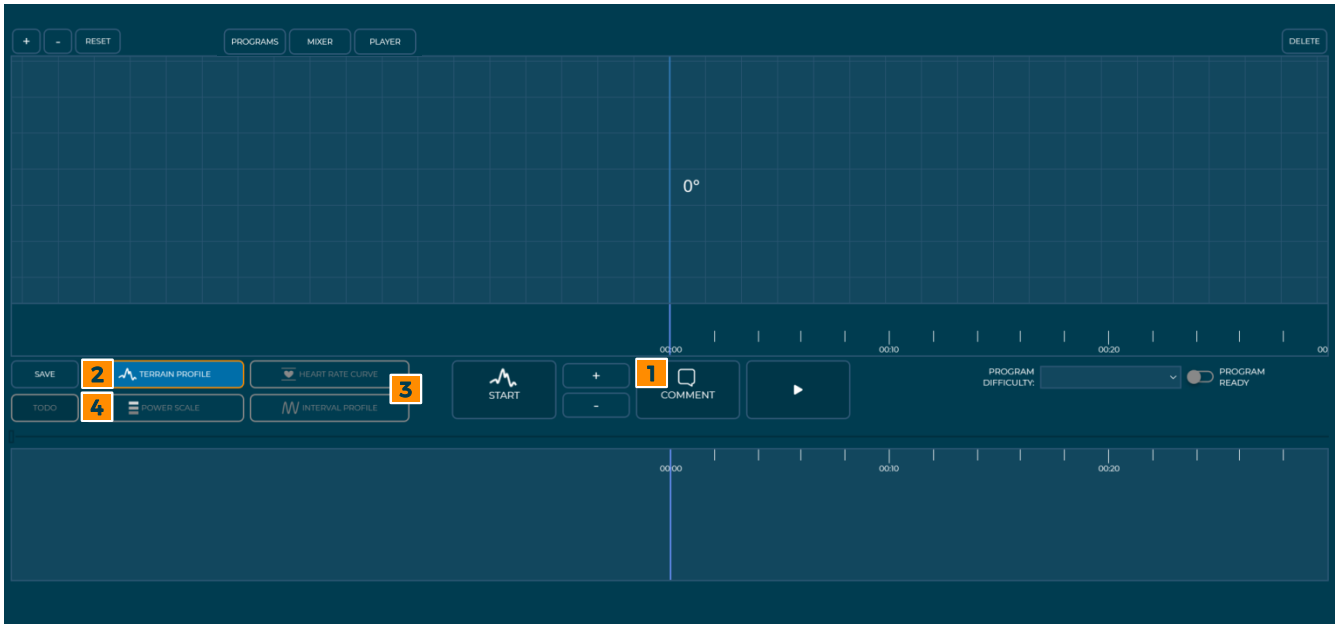 + - RESET PROGRAMS MIXER PLAYER DELETE
0°
00:00 00:10 00:20 00
SAVE 2 TERRAIN PROFILE HEART RATE CURVE 3 START + 1 COMMENT PROGRAM DIFFICULTY: PROGRAM READY
TODO 4 POWER SCALE INTERVAL PROFILE -
00:00 00:10 00:20